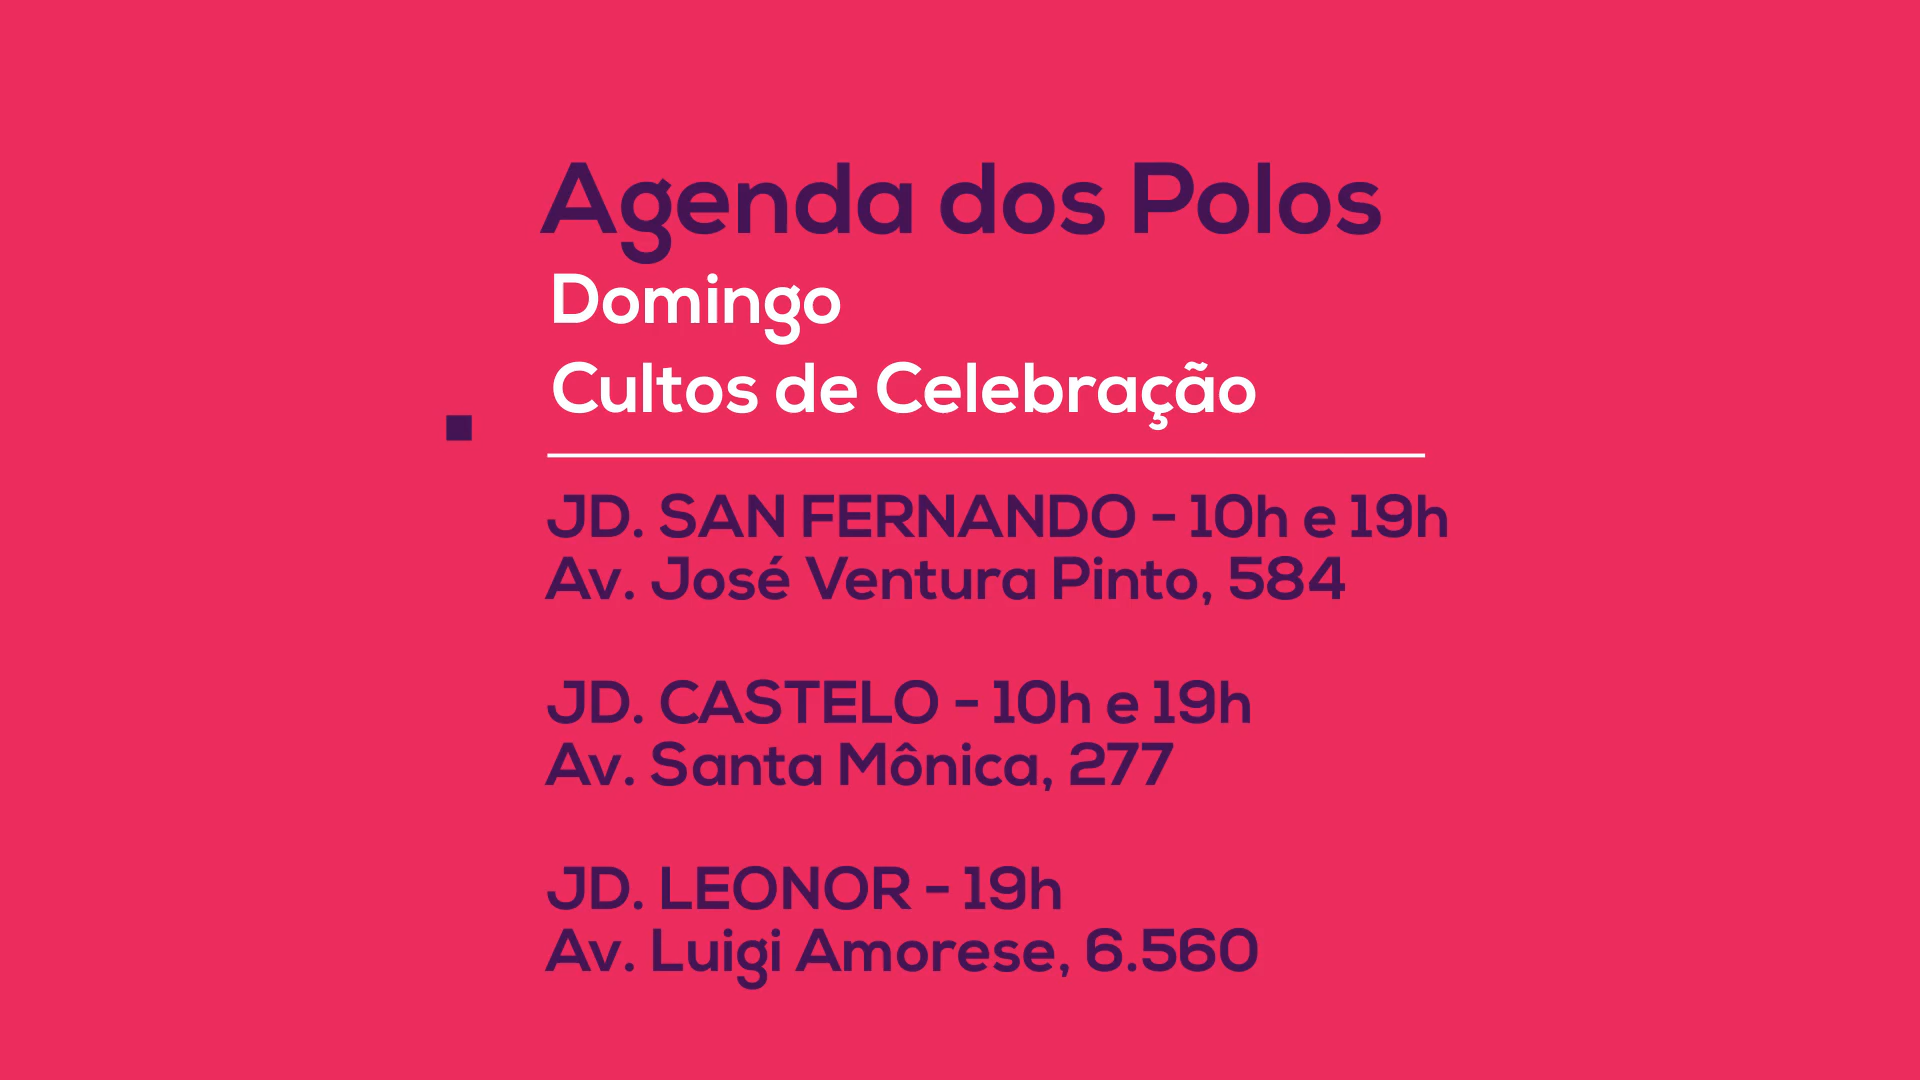 Agenda dos Polos
Domingo
Cultos de Celebração
JD. SAN FERNANDO - 10h e 19h
Av. José Ventura Pinto, 584
JD. CASTELO - 10h e 19h
Av. Santa Mônica, 277
JD. LEONOR - 19h
Av. Luigi Amorese, 6.560